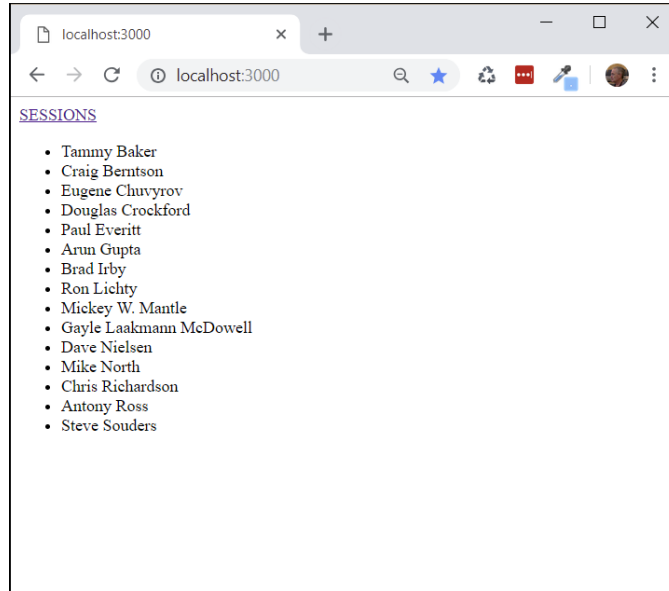 localhost:3000
localhost:3000
SESSIONS
Tammy Baker
Craig Berntson
Eugene Chuvyrov
Douglas Crockford
Paul Everitt
Arun Gupta
Brad Irby
Ron Lichty
Mickey W. Mantle
Gayle Laakmann McDowell
Dave Nielsen
Mike North
Chris Richardson
Antony Ross
Steve Souders